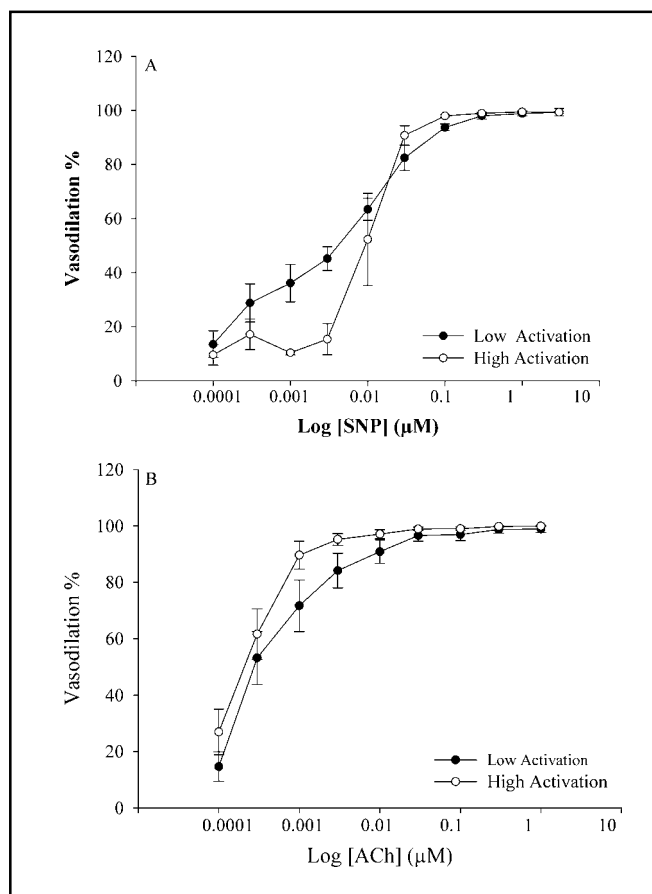 A
120
100
80
60
40
20
0
Vasodilation %
Low Activation
High Activation
0.0001 0.001 0.01 0.1 1 10
Log [SNP] (µM)
B
120
100
80
60
40
20
0
Vasodilation %
Low Activation
High Activation
0.0001 0.001 0.01 0.1 1 10
Log [ACh] (µM)